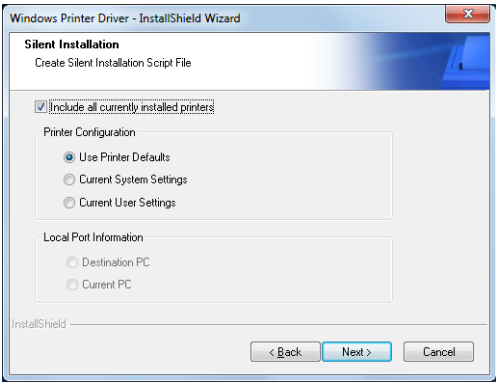 Windows Printer Driver - InstallShield Wizard
Silent Installation
Create Silent Installation Script File
Include all currently installed printers
Printer Configuration
Use Printer Defaults
Current System Settings
Current User Settings
Local Port Information
Destination PC
Current PC
InstallShield
< Back Next > Cancel